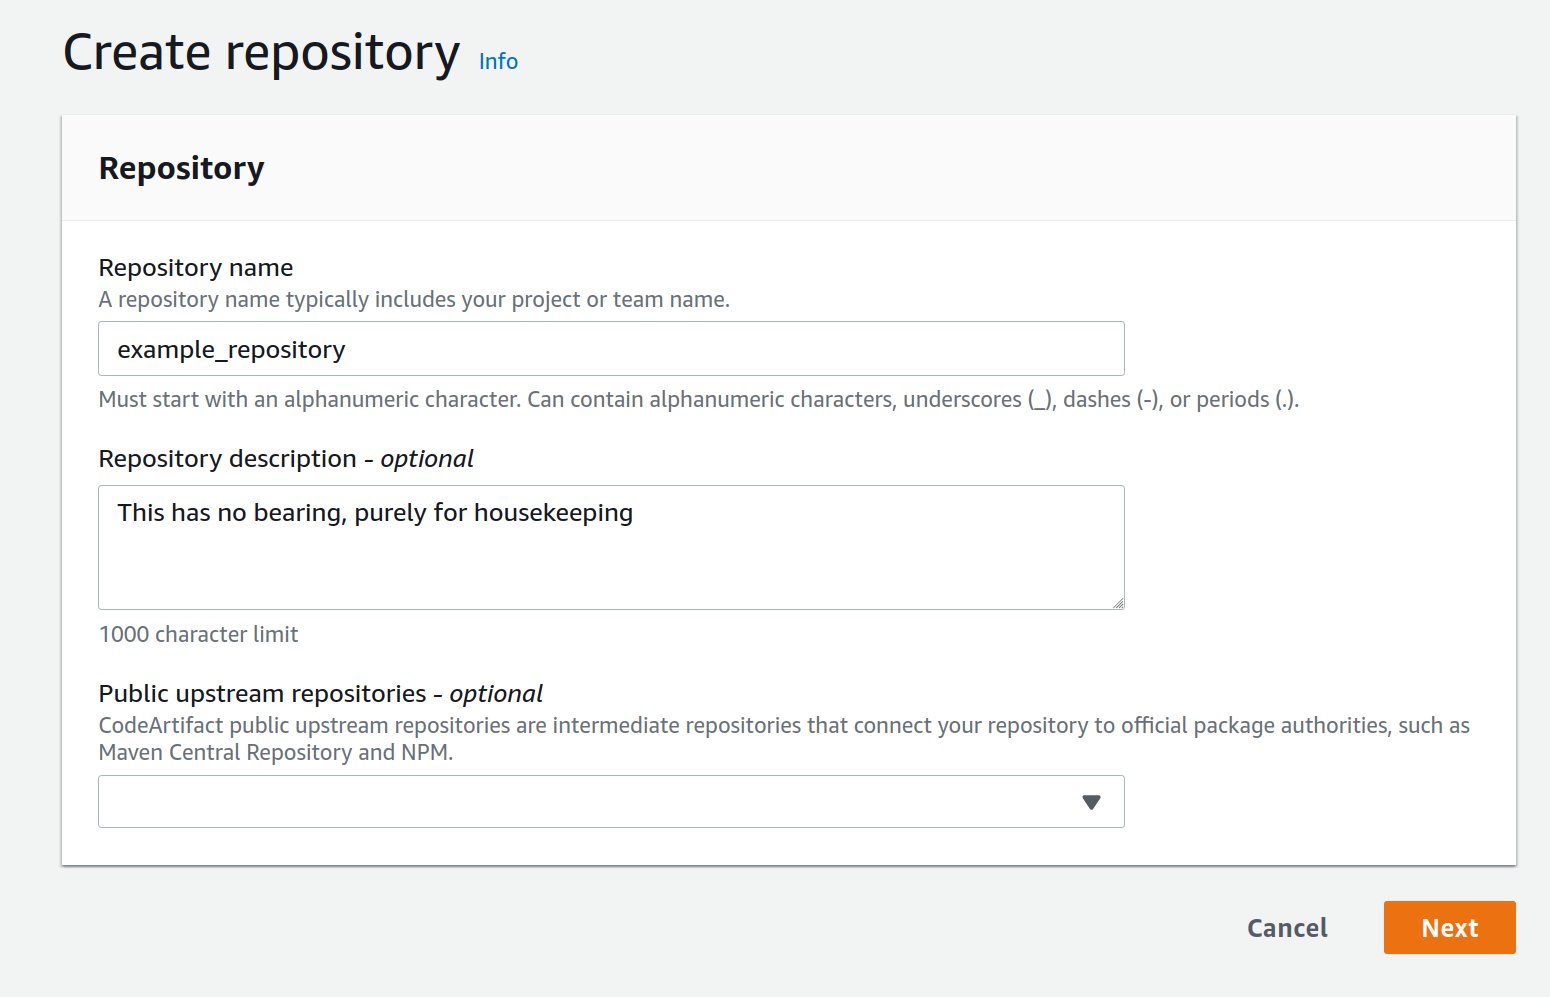 Create repository Info
Repository
Repository name
A repository name typically includes your project or team name.
example_repository
Must start with an alphanumeric character. Can contain alphanumeric characters, underscores (_), dashes (-), or periods (.).
Repository description - optional
This has no bearing, purely for housekeeping
1000 character limit
Public upstream repositories - optional
CodeArtifact public upstream repositories are intermediate repositories that connect your repository to official package authorities, such as
Maven Central Repository and NPM.
Cancel Next